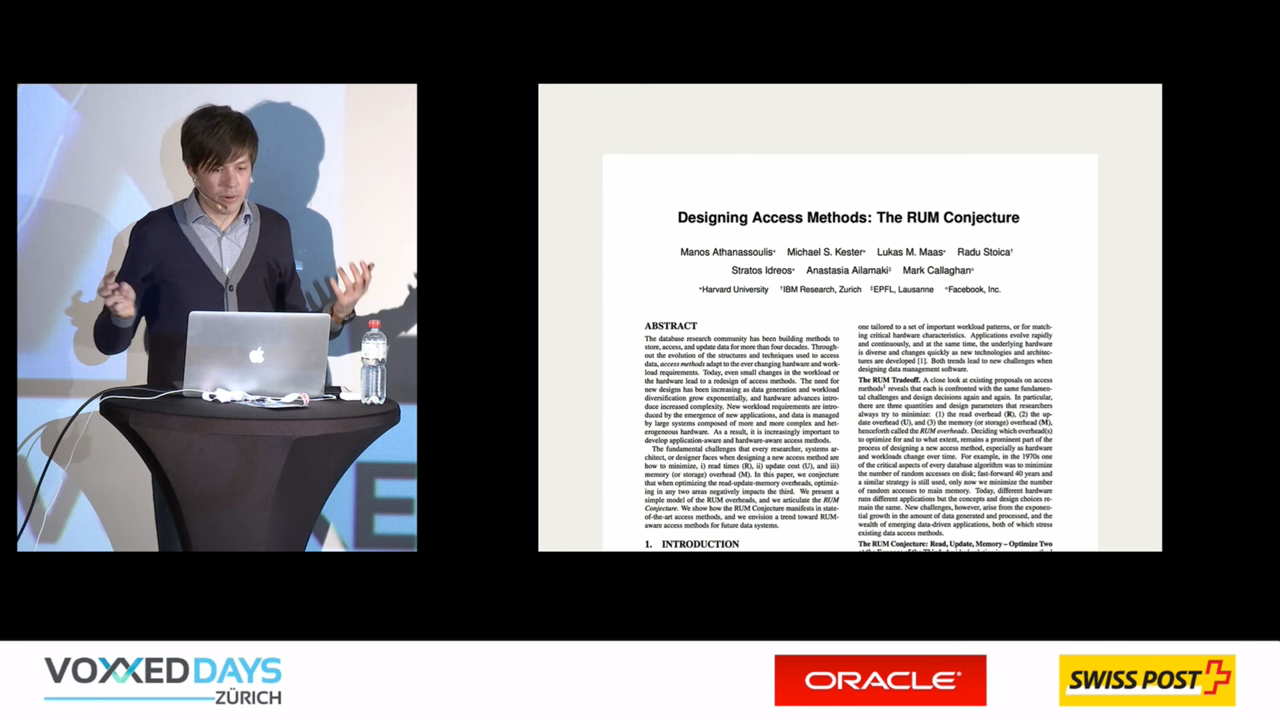 Designing Access Methods: The RUM Conjecture
Manos Athanassoulis* Michael S. Kester* Lukas M. Maas* Radu Stoica†
Stratos Idreos* Anastasia Ailamaki‡ Mark Callaghan◇
*Harvard University †IBM Research, Zurich ‡EPFL, Lausanne ◇Facebook, Inc.
ABSTRACT
The database research community has been building methods to
store, access, and update data for more than four decades. Through-
out the evolution of the structures and techniques used to access
data, access methods adapt to the ever changing hardware and work-
load requirements. Today, even small changes in the workload or
the hardware lead to a redesign of access methods. The need for
new designs has been increasing as data generation and workload
diversification grow exponentially, and hardware advances intro-
duce increased complexity. New workload requirements are intro-
duced by the emergence of new applications, and data is managed
by large systems composed of more and more complex and het-
erogeneous hardware. As a result, it is increasingly important to
develop application-aware and hardware-aware access methods.
The fundamental challenges that every researcher, systems ar-
chitect, or designer faces when designing a new access method are
how to minimize, i) read times (R), ii) update cost (U), and iii)
memory (or storage) overhead (M). In this paper, we conjecture
that when optimizing the read-update-memory overheads, optimiz-
ing in any two areas negatively impacts the third. We present a
simple model of the RUM overheads, and we articulate the RUM
Conjecture. We show how the RUM Conjecture manifests in state-
of-the-art access methods, and we envision a trend toward RUM-
aware access methods for future data systems.
1. INTRODUCTION
one tailored to a set of important workload patterns, or for match-
ing critical hardware characteristics. Applications evolve rapidly
and continuously, and at the same time, the underlying hardware
is diverse and changes quickly as new technologies and architec-
tures are developed [1]. Both trends lead to new challenges when
designing data management software.
The RUM Tradeoff. A close look at existing proposals on access
methods¹ reveals that each is confronted with the same fundamen-
tal challenges and design decisions again and again. In particular,
there are three quantities and design parameters that researchers
always try to minimize: (1) the read overhead (R), (2) the up-
date overhead (U), and (3) the memory (or storage) overhead (M),
henceforth called the RUM overheads. Deciding which overhead(s)
to optimize for and to what extent, remains a prominent part of the
process of designing a new access method, especially as hardware
and workloads change over time. For example, in the 1970s one
of the critical aspects of every database algorithm was to minimize
the number of random accesses on disk; fast-forward 40 years and
a similar strategy is still used, only now we minimize the number
of random accesses to main memory. Today, different hardware
runs different applications but the concepts and design choices re-
main the same. New challenges, however, arise from the exponen-
tial growth in the amount of data generated and processed, and the
wealth of emerging data-driven applications, both of which stress
existing data access methods.
The RUM Conjecture: Read, Update, Memory – Optimize Two
VOXXED DAYS
ZÜRICH
ORACLE®
SWISS POST